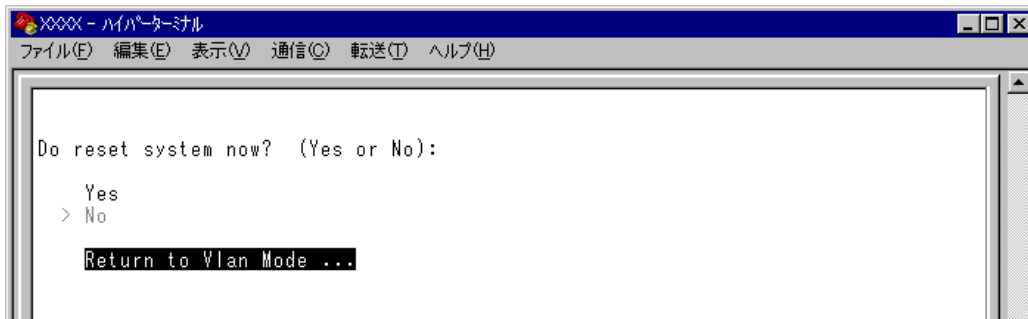 XXXX - ハイパーターミナル
ファイル(F) 編集(E) 表示(V) 通信(C) 転送(T) ヘルプ(H)
Do reset system now? (Yes or No):
Yes
> No
Return to Vlan Mode ...